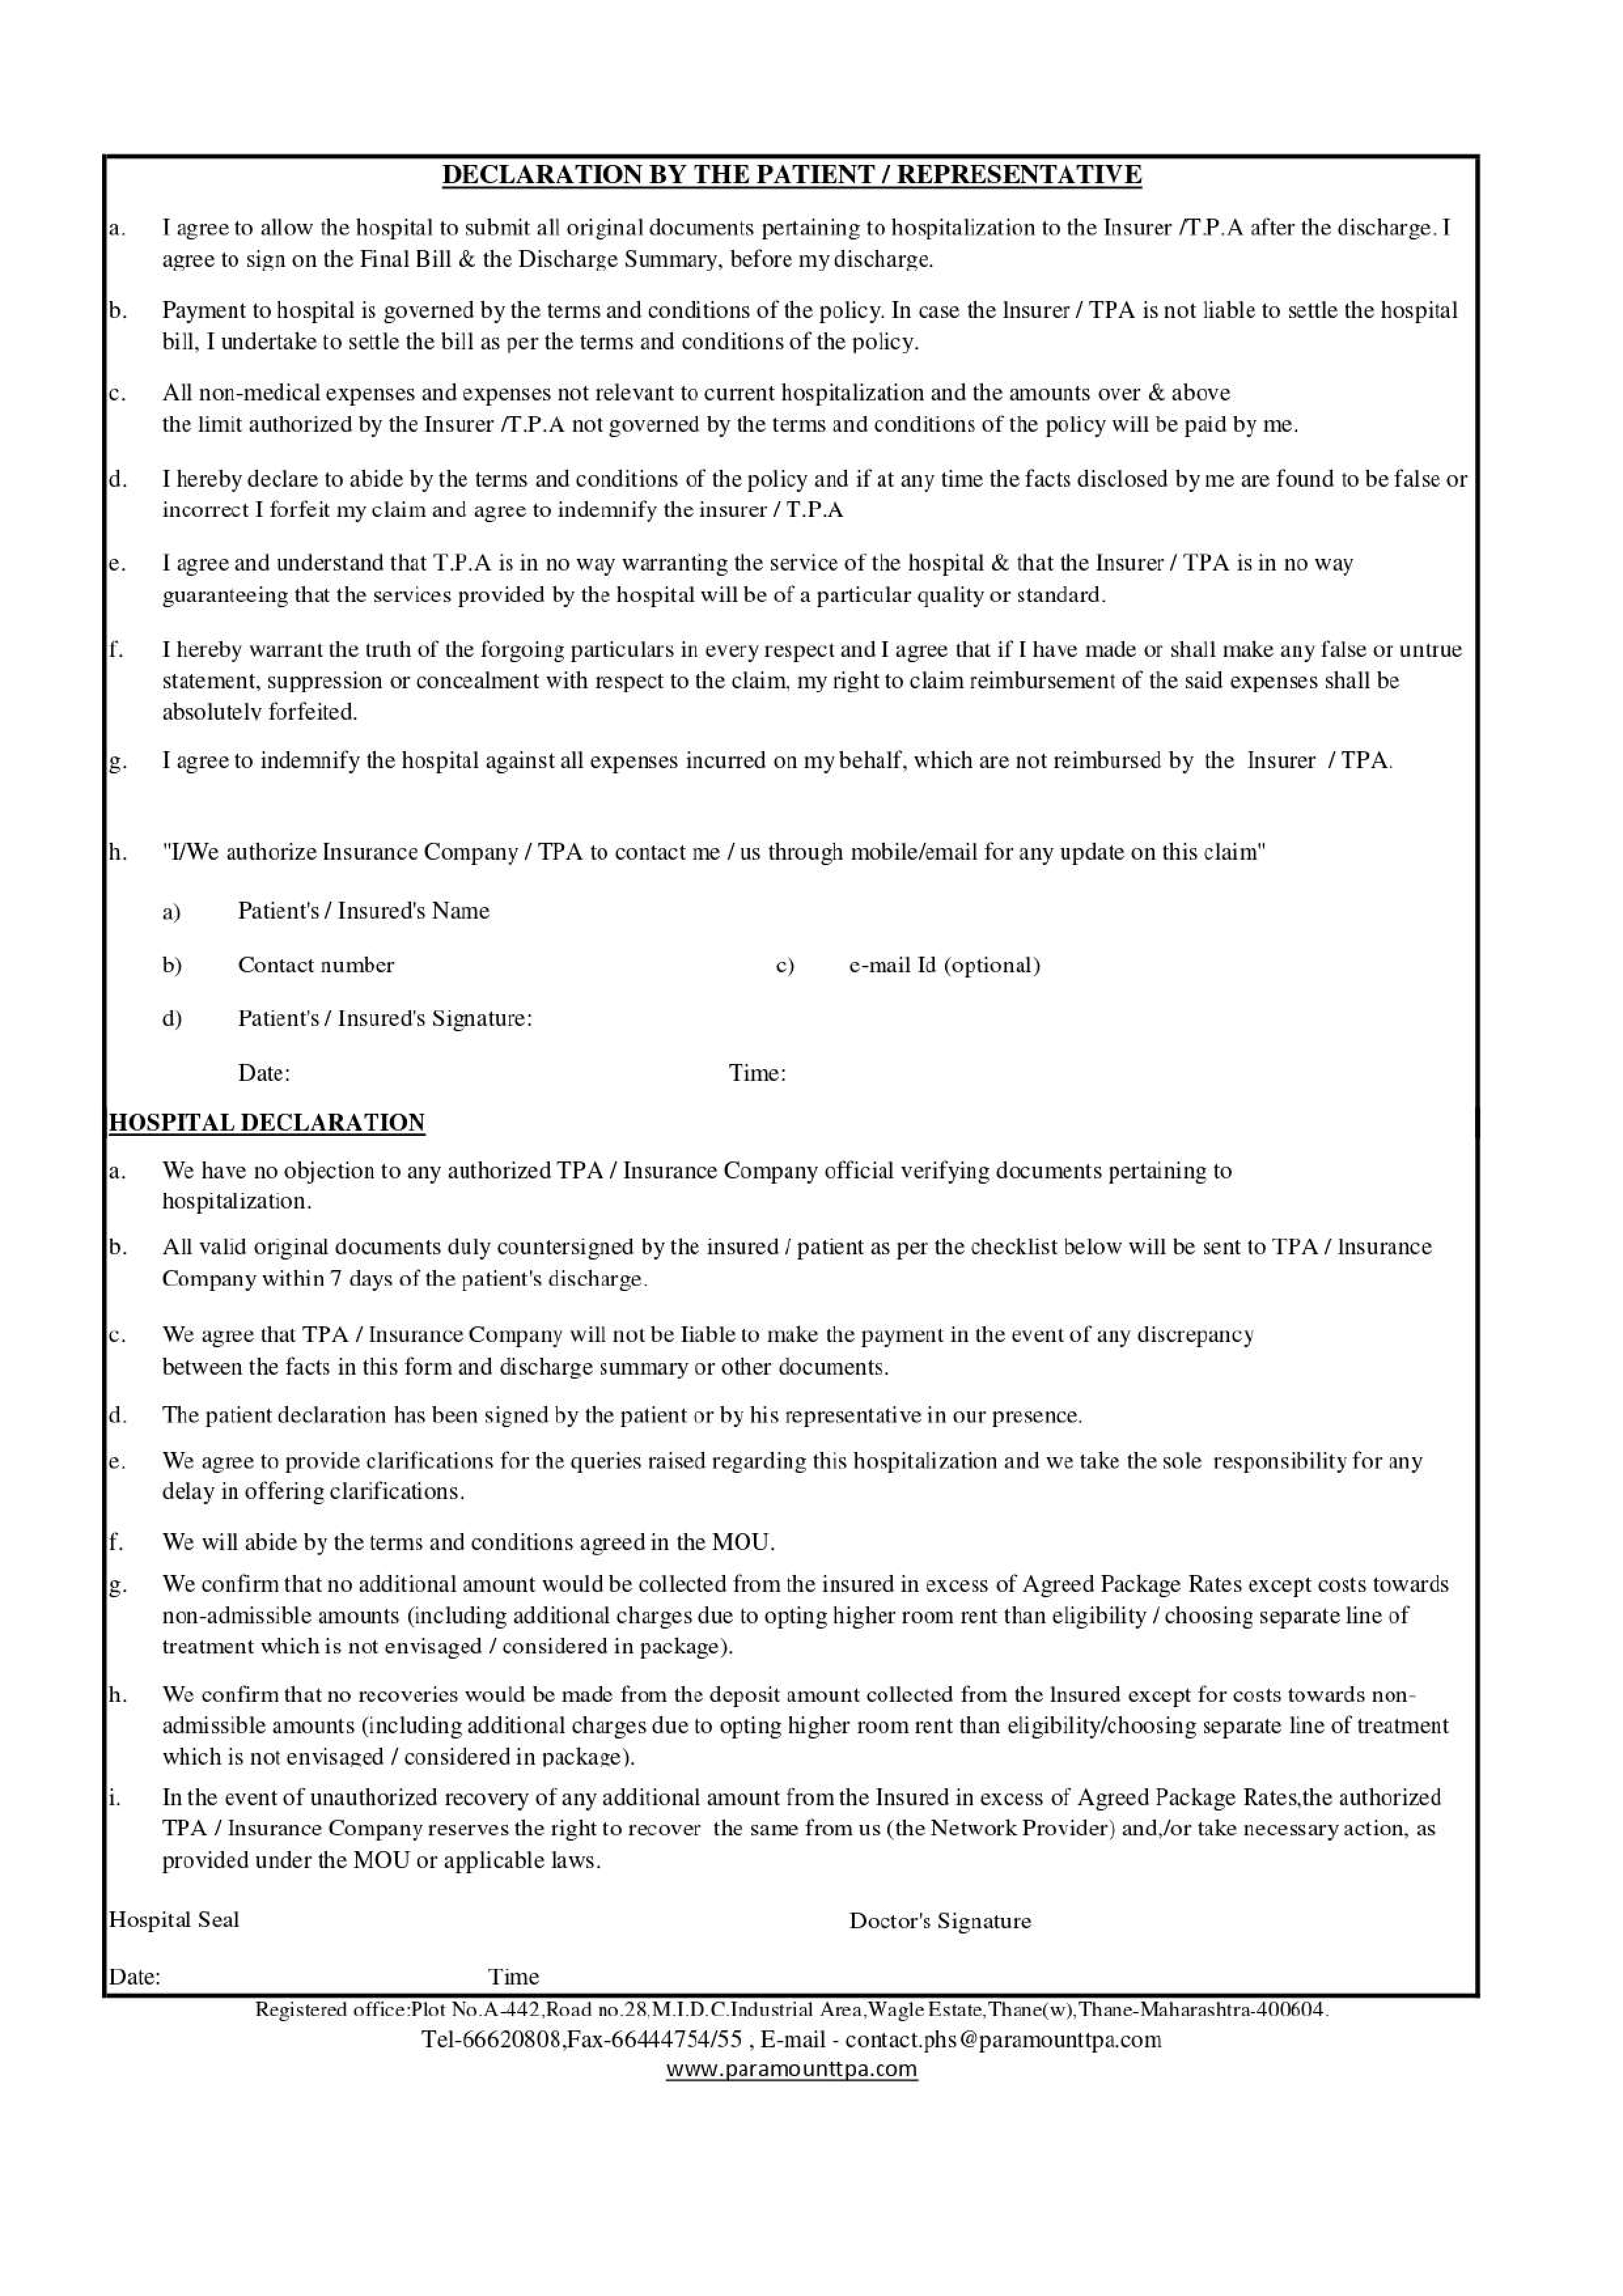 DECLARATION BY THE PATIENT / REPRESENTATIVE
a. I agree to allow the hospital to submit all original documents pertaining to hospitalization to the Insurer /T.P.A after the discharge. I
agree to sign on the Final Bill & the Discharge Summary, before my discharge.
b. Payment to hospital is governed by the terms and conditions of the policy. In case the Insurer / TPA is not liable to settle the hospital
bill, I undertake to settle the bill as per the terms and conditions of the policy.
c. All non-medical expenses and expenses not relevant to current hospitalization and the amounts over & above
the limit authorized by the Insurer /T.P.A not governed by the terms and conditions of the policy will be paid by me.
d. I hereby declare to abide by the terms and conditions of the policy and if at any time the facts disclosed by me are found to be false or
incorrect I forfeit my claim and agree to indemnify the insurer / T.P.A
e. I agree and understand that T.P.A is in no way warranting the service of the hospital & that the Insurer / TPA is in no way
guaranteeing that the services provided by the hospital will be of a particular quality or standard.
f. I hereby warrant the truth of the forgoing particulars in every respect and I agree that if I have made or shall make any false or untrue
statement, suppression or concealment with respect to the claim, my right to claim reimbursement of the said expenses shall be
absolutely forfeited.
g. I agree to indemnify the hospital against all expenses incurred on my behalf, which are not reimbursed by the Insurer / TPA.
h. "I/We authorize Insurance Company / TPA to contact me / us through mobile/email for any update on this claim"
a) Patient's / Insured's Name
b) Contact number c) e-mail Id (optional)
d) Patient's / Insured's Signature:
Date: Time:
HOSPITAL DECLARATION
a. We have no objection to any authorized TPA / Insurance Company official verifying documents pertaining to
hospitalization.
b. All valid original documents duly countersigned by the insured / patient as per the checklist below will be sent to TPA / Insurance
Company within 7 days of the patient's discharge.
c. We agree that TPA / Insurance Company will not be Iiable to make the payment in the event of any discrepancy
between the facts in this form and discharge summary or other documents.
d. The patient declaration has been signed by the patient or by his representative in our presence.
e. We agree to provide clarifications for the queries raised regarding this hospitalization and we take the sole responsibility for any
delay in offering clarifications.
f. We will abide by the terms and conditions agreed in the MOU.
g. We confirm that no additional amount would be collected from the insured in excess of Agreed Package Rates except costs towards
non-admissible amounts (including additional charges due to opting higher room rent than eligibility / choosing separate line of
treatment which is not envisaged / considered in package).
h. We confirm that no recoveries would be made from the deposit amount collected from the Insured except for costs towards non-
admissible amounts (including additional charges due to opting higher room rent than eligibility/choosing separate line of treatment
which is not envisaged / considered in package).
i. In the event of unauthorized recovery of any additional amount from the Insured in excess of Agreed Package Rates,the authorized
TPA / Insurance Company reserves the right to recover the same from us (the Network Provider) and,/or take necessary action, as
provided under the MOU or applicable laws.
Hospital Seal Doctor's Signature
Date: Time
Registered office:Plot No.A-442,Road no.28,M.I.D.C.Industrial Area,Wagle Estate,Thane(w),Thane-Maharashtra-400604.
Tel-66620808,Fax-66444754/55 , E-mail - contact.phs@paramounttpa.com
www.paramounttpa.com